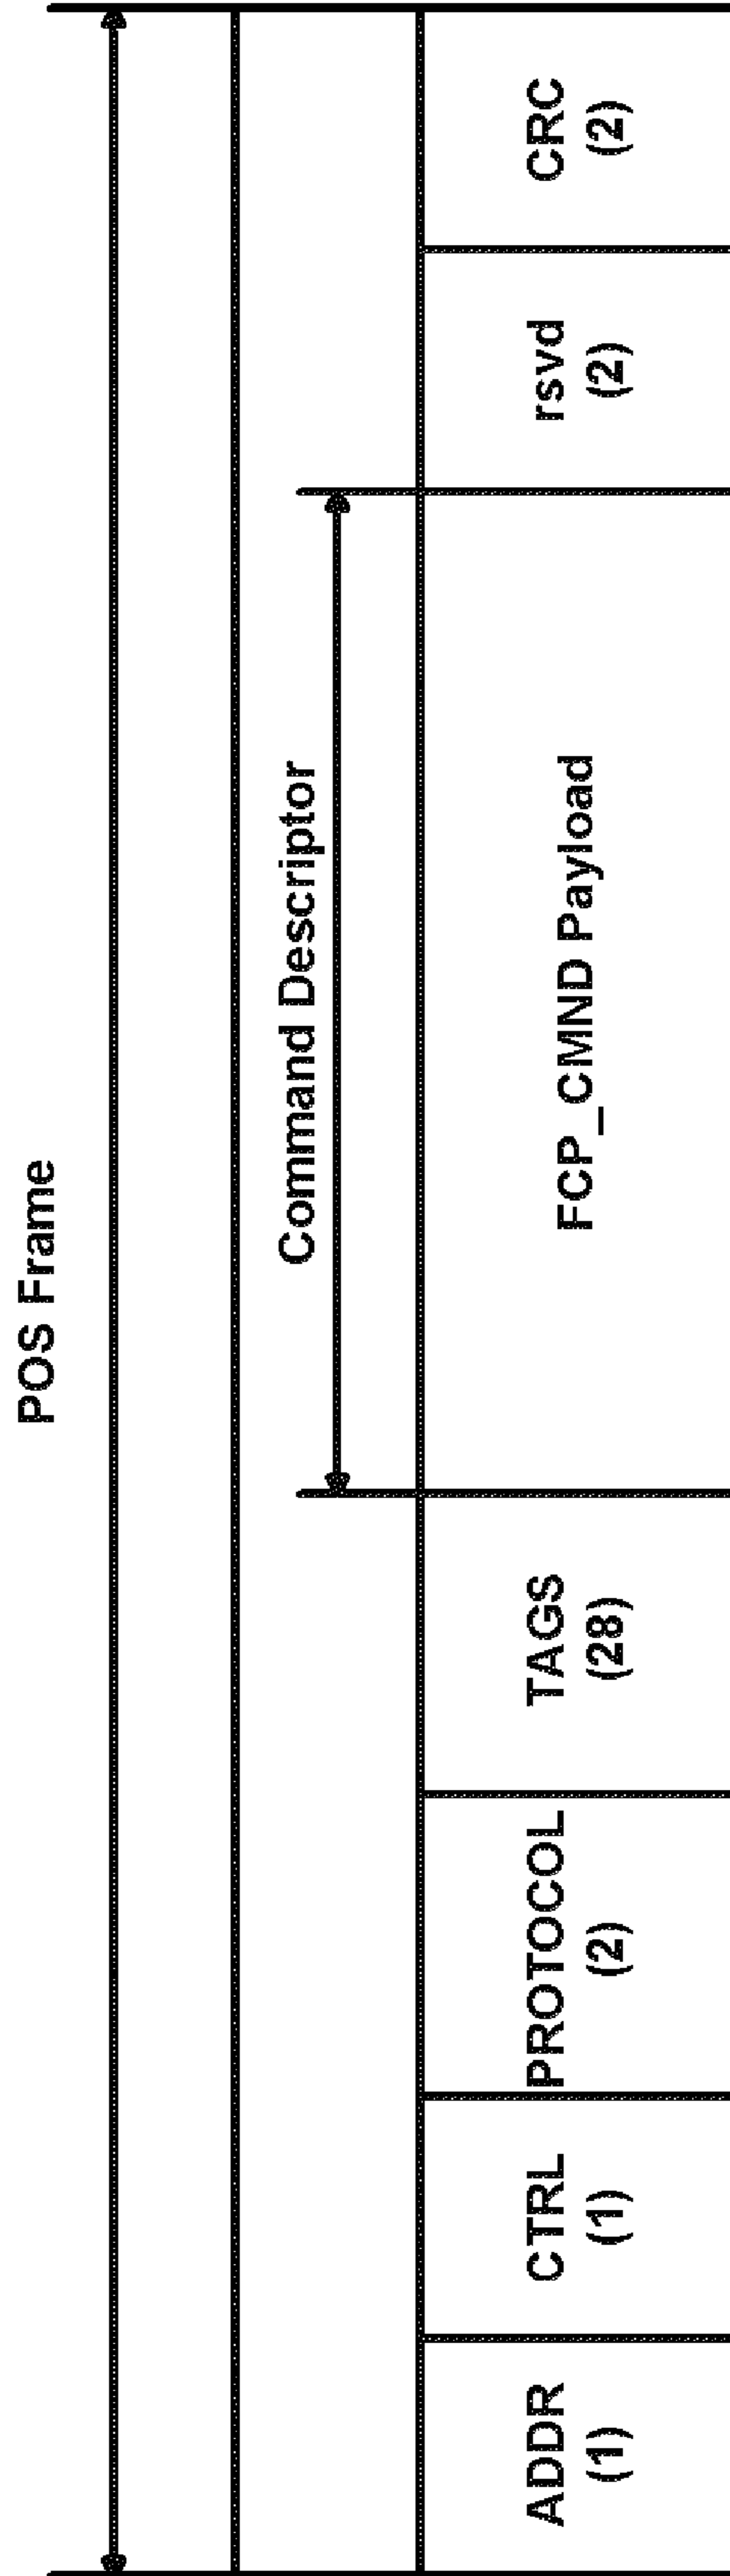 POS Frame
Command Descriptor
ADDR
(1)
CTRL
(1)
PROTOCOL
(2)
TAGS
(28)
FCP_CMND Payload
rsvd
(2)
CRC
(2)